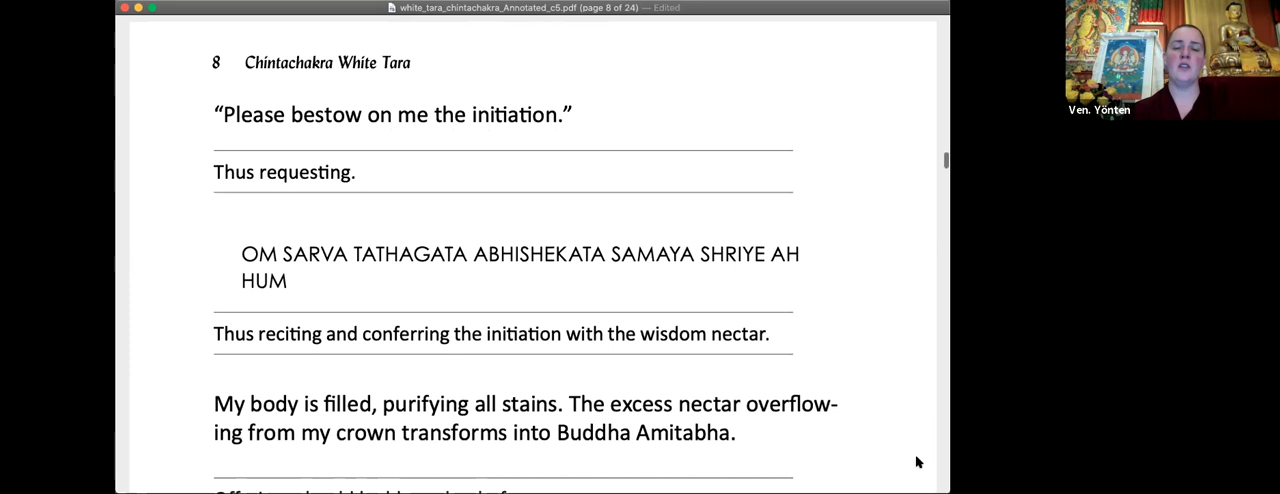 white_tara_chintachakra_Annotated_c5.pdf (page 8 of 24) — Edited
Ven. Yönten
8 Chintachakra White Tara
“Please bestow on me the initiation.”
Thus requesting.
OM SARVA TATHAGATA ABHISHEKATA SAMAYA SHRIYE AH
HUM
Thus reciting and conferring the initiation with the wisdom nectar.
My body is filled, purifying all stains. The excess nectar overflow-
ing from my crown transforms into Buddha Amitabha.